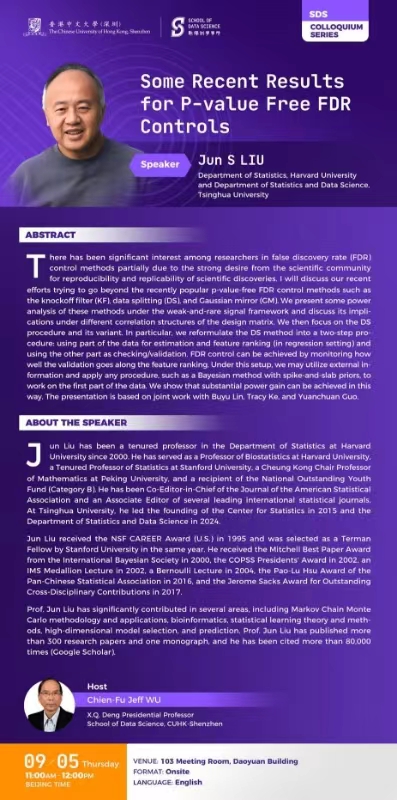 香港中文大學(深圳)
The Chinese University of Hong Kong, Shenzhen
SCHOOL OF
DATA SCIENCE
數據科學學院
SDS
COLLOQUIUM
SERIES
Some Recent Results
for P-value Free FDR
Controls
Speaker
Jun S LIU
Department of Statistics, Harvard University
and Department of Statistics and Data Science,
Tsinghua University
ABSTRACT
There has been significant interest among researchers in false discovery rate (FDR)
control methods partially due to the strong desire from the scientific community
for reproducibility and replicability of scientific discoveries. I will discuss our recent
efforts trying to go beyond the recently popular p-value-free FDR control methods such as
the knockoff filter (KF), data splitting (DS), and Gaussian mirror (GM). We present some power
analysis of these methods under the weak-and-rare signal framework and discuss its impli-
cations under different correlation structures of the design matrix. We then focus on the DS
procedure and its variant. In particular, we reformulate the DS method into a two-step pro-
cedure: using part of the data for estimation and feature ranking (in regression setting) and
using the other part as checking/validation. FDR control can be achieved by monitoring how
well the validation goes along the feature ranking. Under this setup, we may utilize external in-
formation and apply any procedure, such as a Bayesian method with spike-and-slab priors, to
work on the first part of the data. We show that substantial power gain can be achieved in this
way. The presentation is based on joint work with Buyu Lin, Tracy Ke, and Yuanchuan Guo.
ABOUT THE SPEAKER
Jun Liu has been a tenured professor in the Department of Statistics at Harvard
University since 2000. He has served as a Professor of Biostatistics at Harvard University,
a Tenured Professor of Statistics at Stanford University, a Cheung Kong Chair Professor
of Mathematics at Peking University, and a recipient of the National Outstanding Youth
Fund (Category B). He has been Co-Editor-in-Chief of the Journal of the American Statistical
Association and an Associate Editor of several leading international statistical journals.
At Tsinghua University, he led the founding of the Center for Statistics in 2015 and the
Department of Statistics and Data Science in 2024.
Jun Liu received the NSF CAREER Award (U.S.) in 1995 and was selected as a Terman
Fellow by Stanford University in the same year. He received the Mitchell Best Paper Award
from the International Bayesian Society in 2000, the COPSS Presidents' Award in 2002, an
IMS Medallion Lecture in 2002, a Bernoulli Lecture in 2004, the Pao-Lu Hsu Award of the
Pan-Chinese Statistical Association in 2016, and the Jerome Sacks Award for Outstanding
Cross-Disciplinary Contributions in 2017.
Prof. Jun Liu has significantly contributed in several areas, including Markov Chain Monte
Carlo methodology and applications, bioinformatics, statistical learning theory and meth-
ods, high-dimensional model selection, and prediction. Prof. Jun Liu has published more
than 300 research papers and one monograph, and he has been cited more than 80,000
times (Google Scholar).
Host
Chien-Fu Jeff WU
X.Q. Deng Presidential Professor
School of Data Science, CUHK-Shenzhen
09/05 Thursday
11:00AM - 12:00PM
BEIJING TIME
VENUE: 103 Meeting Room, Daoyuan Building
FORMAT: Onsite
LANGUAGE: English